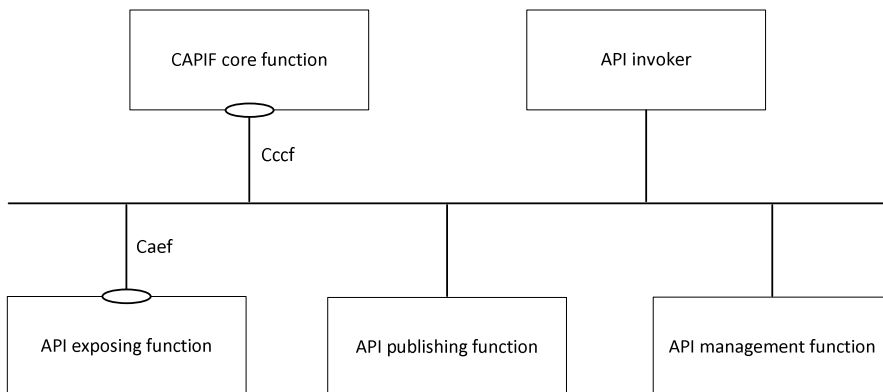 CAPIF core function
API invoker
Cccf
Caef
API exposing function
API publishing function
API management function